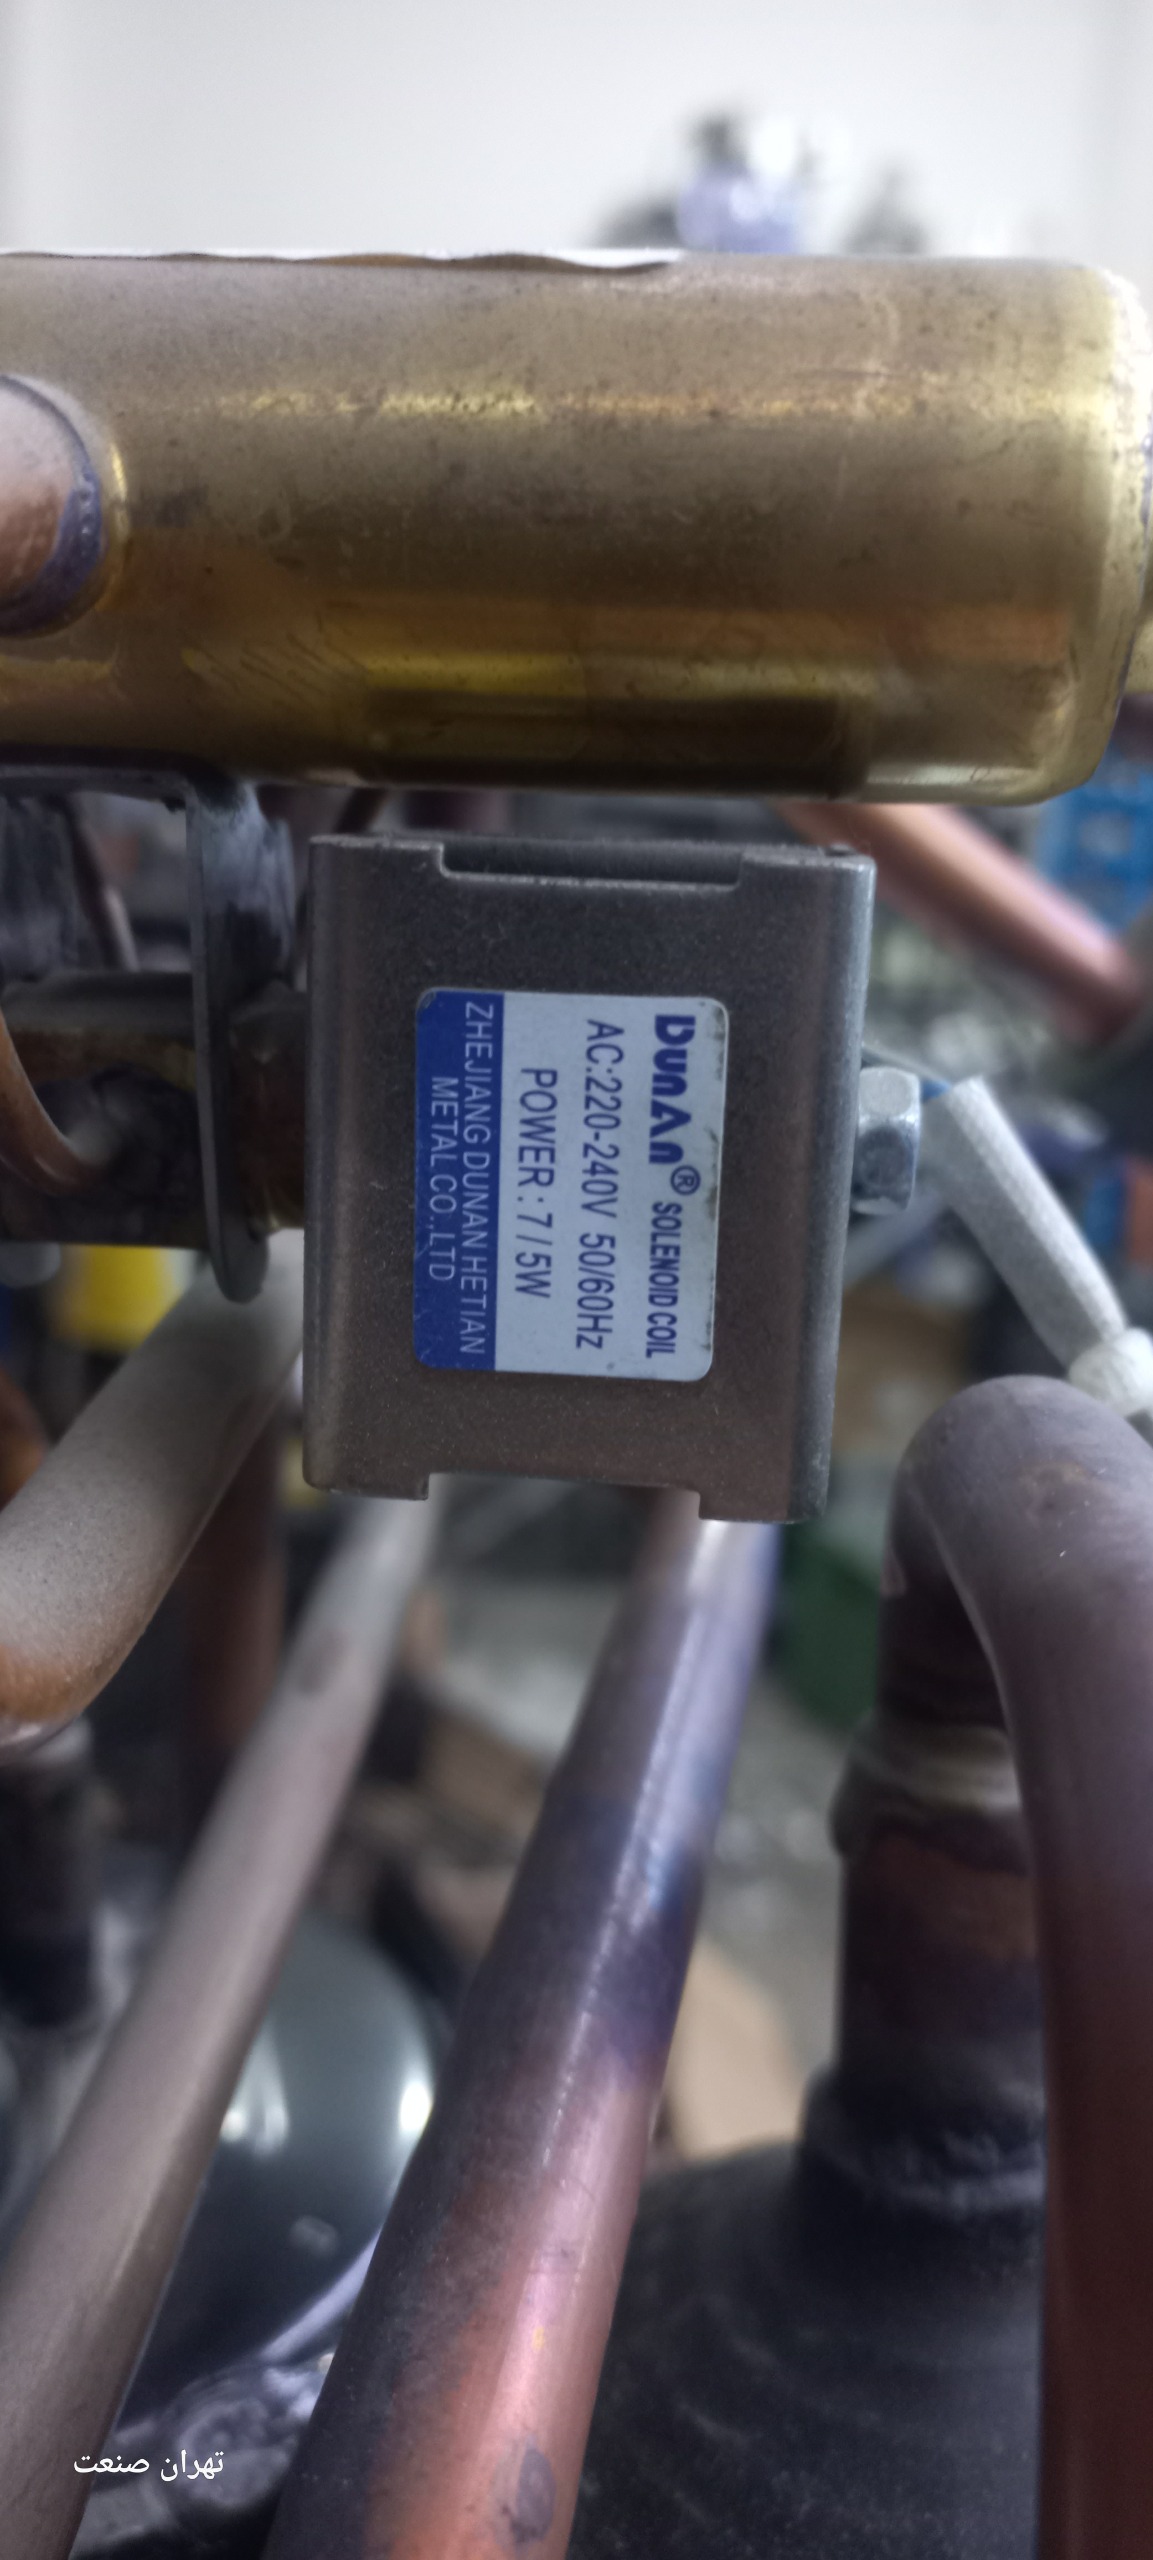 DunAn® SOLENOID COIL
AC:220-240V 50/60Hz
POWER: 7/5W
ZHEJIANG DUNAN HETIAN
METAL CO.,LTD
تهران صنعت